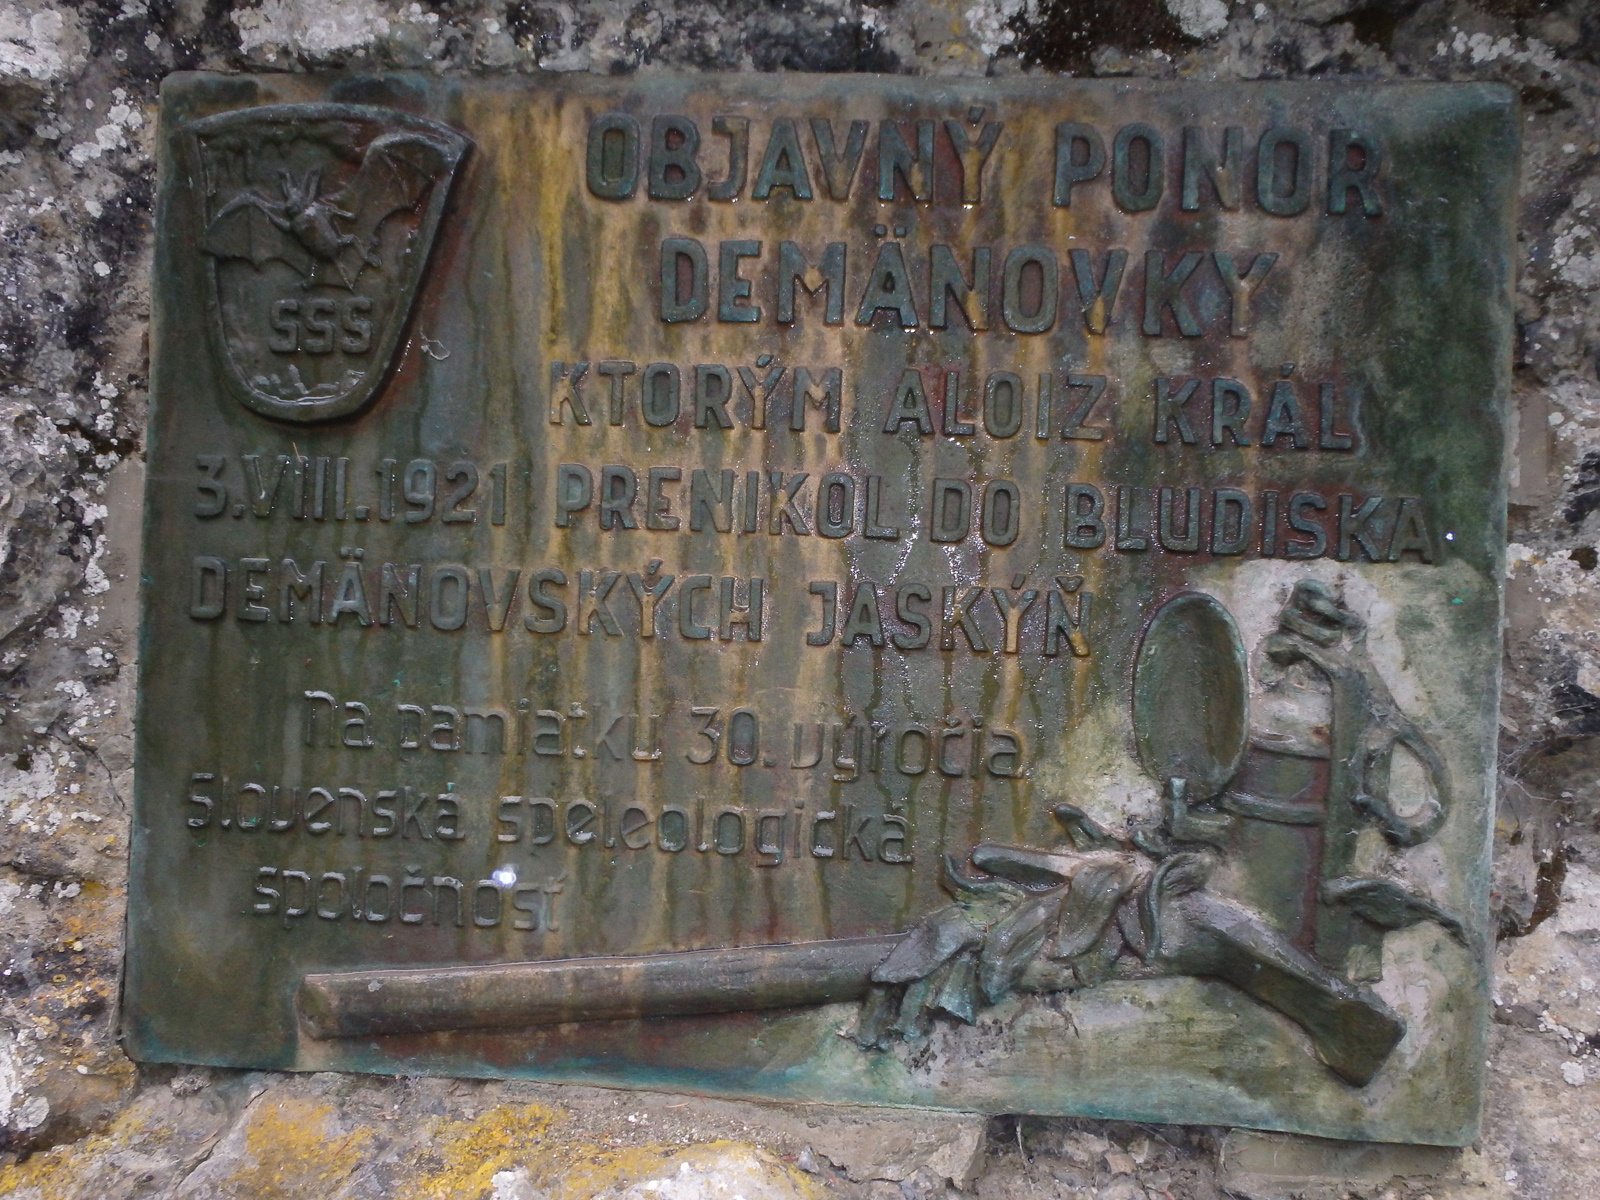 SSS
OBJAVNÝ PONOR
DEMÄNOVKY
KTORÝM ALOIZ KRÁL
3.VIII.1921 PRENIKOL DO BLUDISKA
DEMÄNOVSKÝCH JASKÝŇ
Na pamiatku 30. výročia
Slovenská speleologická
spoločnosť